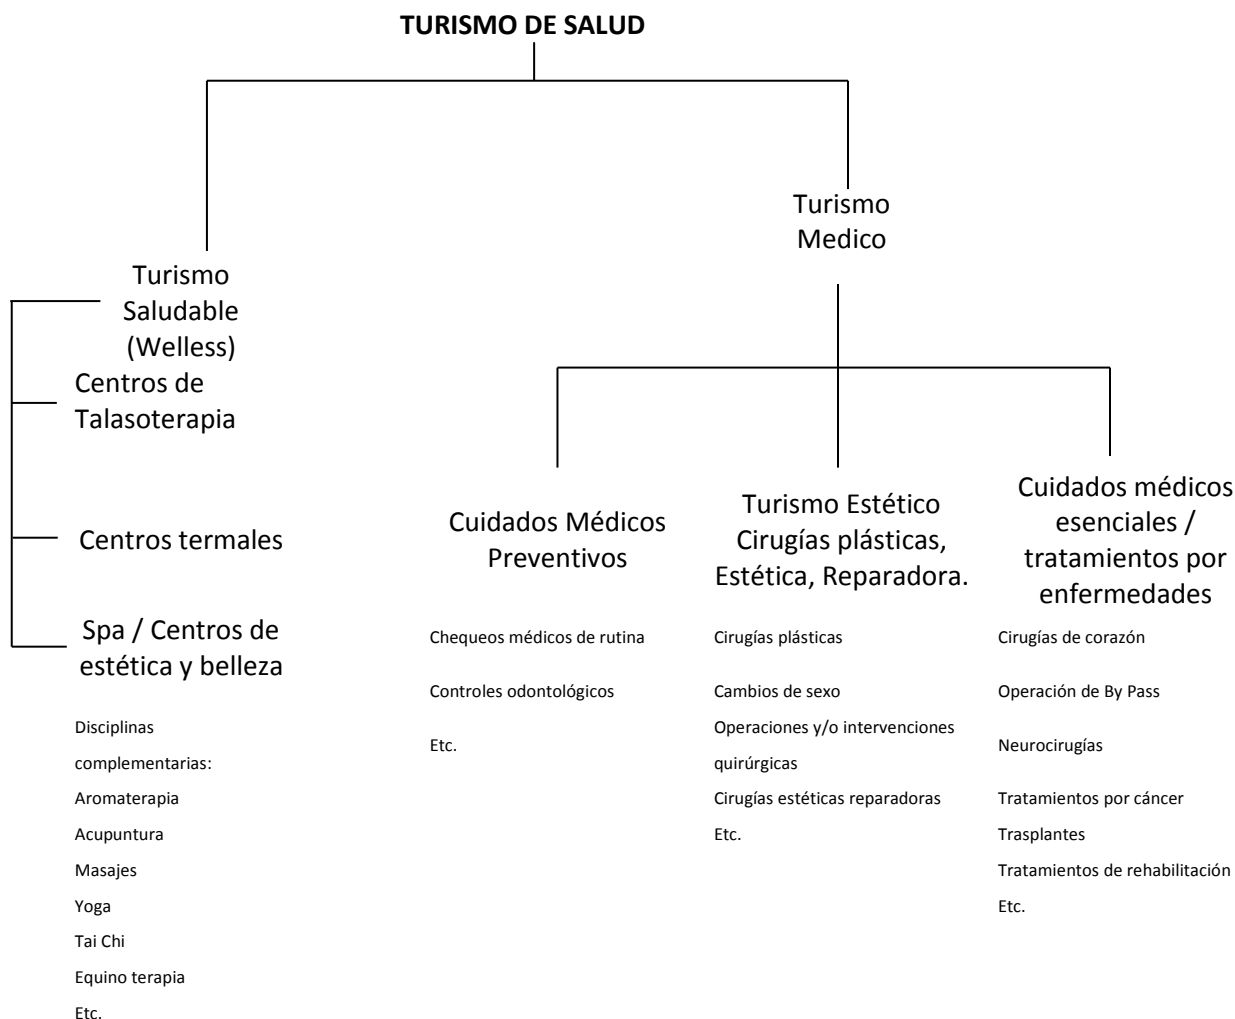 TURISMO DE SALUD
Turismo
Medico
Turismo
Saludable
(Welless)
Centros de
Talasoterapia
Centros termales
Spa / Centros de
estética y belleza
Disciplinas
complementarias:
Aromaterapia
Acupuntura
Masajes
Yoga
Tai Chi
Equino terapia
Etc.
Cuidados Médicos
Preventivos
Chequeos médicos de rutina
Controles odontológicos
Etc.
Turismo Estético
Cirugías plásticas,
Estética, Reparadora.
Cirugías plásticas
Cambios de sexo
Operaciones y/o intervenciones
quirúrgicas
Cirugías estéticas reparadoras
Etc.
Cuidados médicos
esenciales /
tratamientos por
enfermedades
Cirugías de corazón
Operación de By Pass
Neurocirugías
Tratamientos por cáncer
Trasplantes
Tratamientos de rehabilitación
Etc.